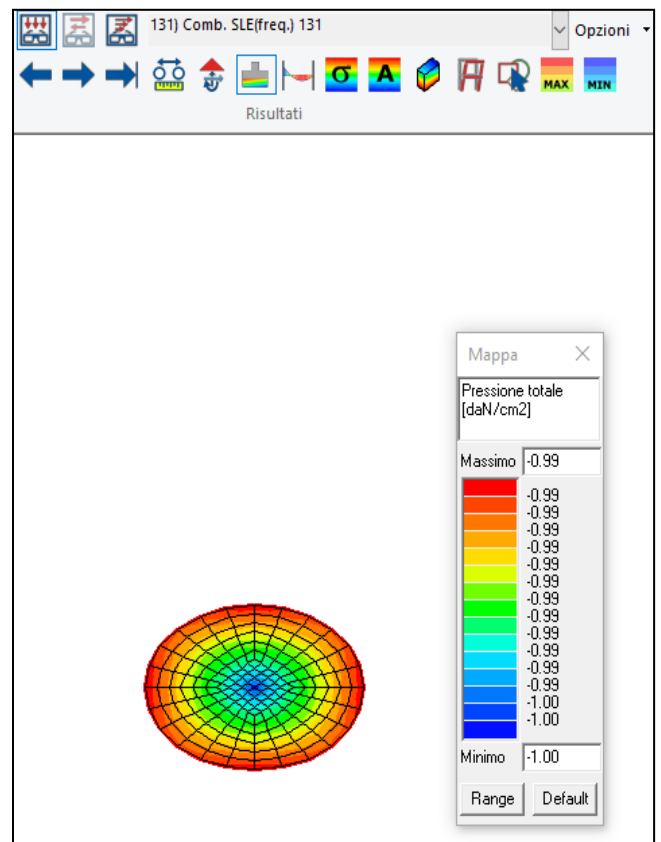 131) Comb. SLE(freq.) 131
Opzioni
σ
A
MAX
MIN
Risultati
Mappa
Pressione totale
[daN/cm2]
Massimo -0.99
-0.99
-0.99
-0.99
-0.99
-0.99
-0.99
-0.99
-0.99
-0.99
-0.99
-0.99
-0.99
-1.00
-1.00
Minimo -1.00
Range Default